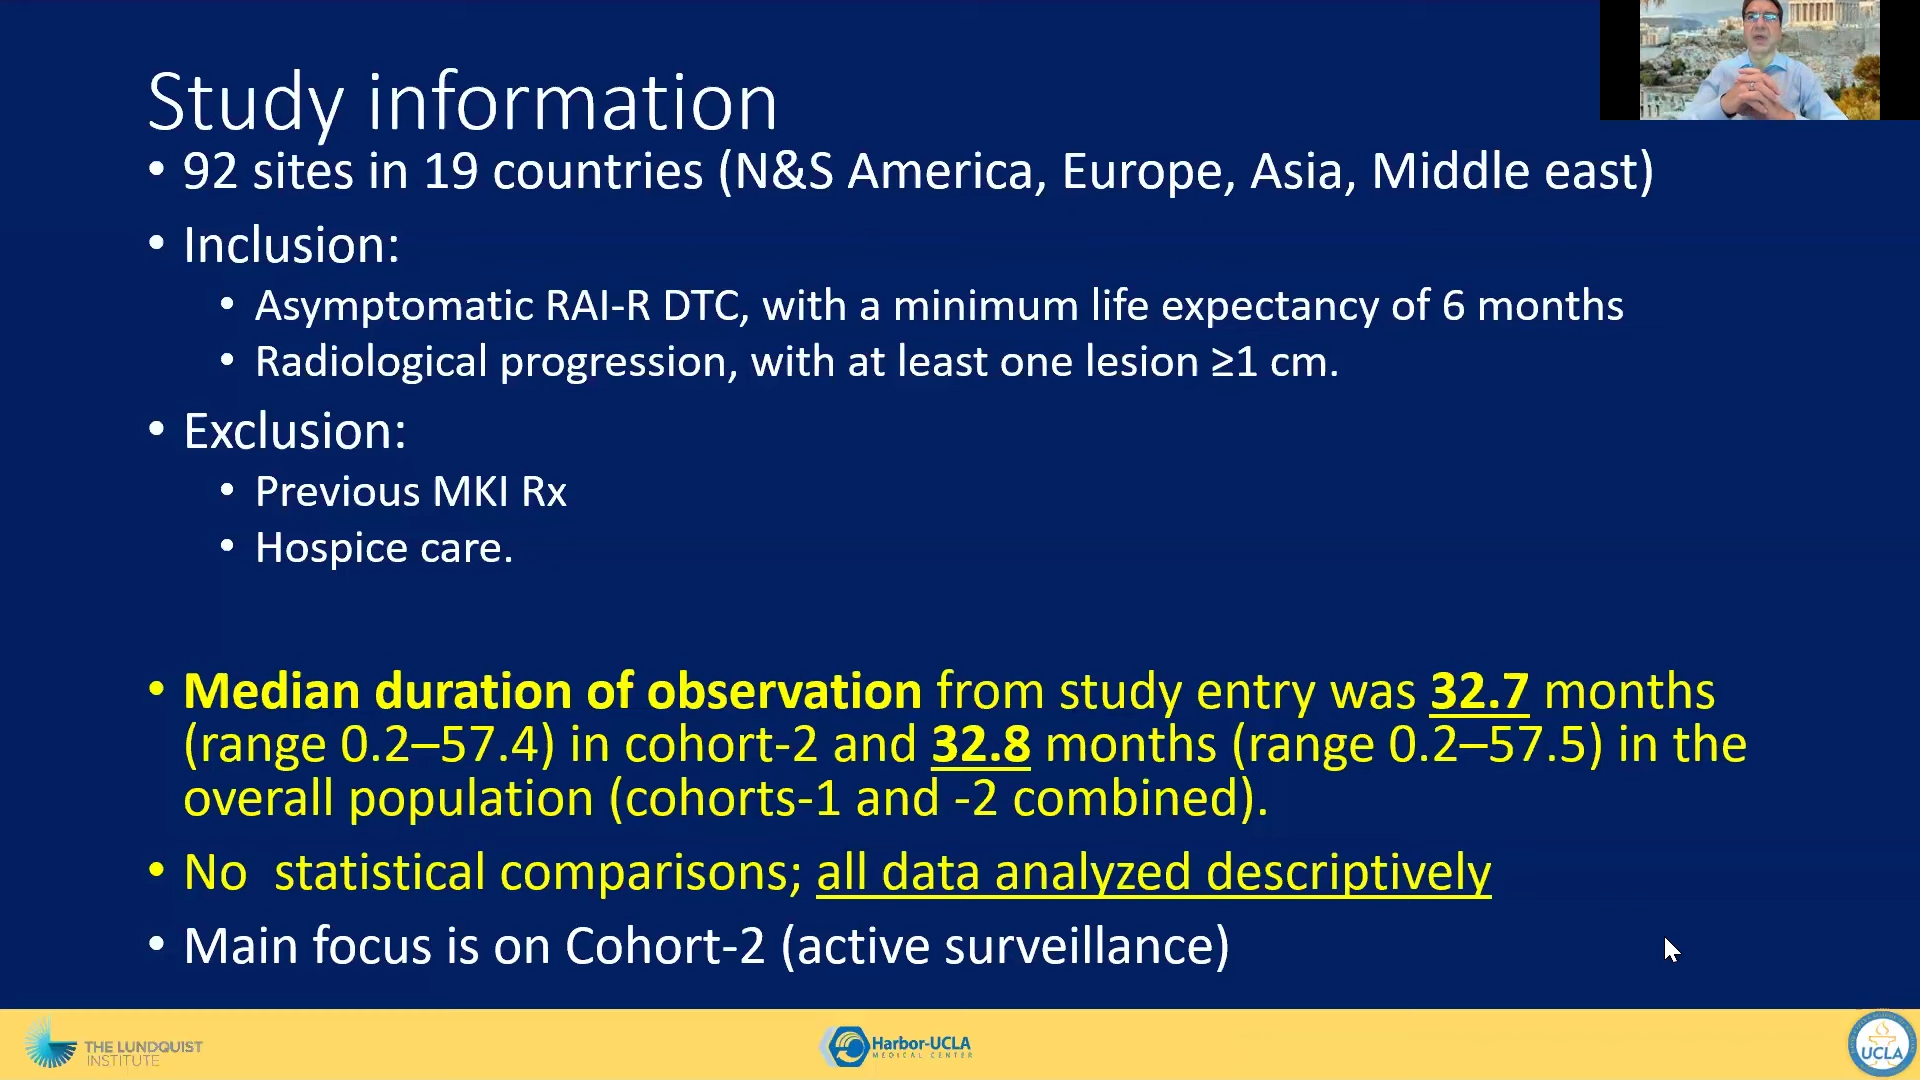 Study information
• 92 sites in 19 countries (N&S America, Europe, Asia, Middle east)
• Inclusion:
• Asymptomatic RAI-R DTC, with a minimum life expectancy of 6 months
• Radiological progression, with at least one lesion ≥1 cm.
• Exclusion:
• Previous MKI Rx
• Hospice care.
• Median duration of observation from study entry was 32.7 months
(range 0.2–57.4) in cohort-2 and 32.8 months (range 0.2–57.5) in the
overall population (cohorts-1 and -2 combined).
• No  statistical comparisons; all data analyzed descriptively
• Main focus is on Cohort-2 (active surveillance)
THE LUNDQUIST
INSTITUTE
Harbor-UCLA
MEDICAL CENTER
UCLA